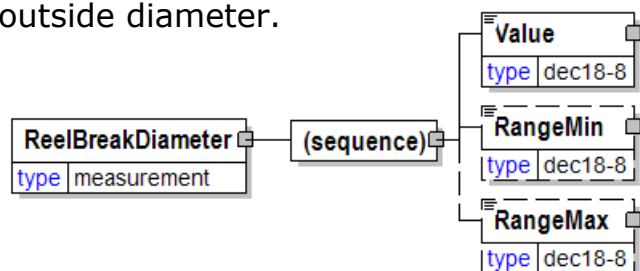 outside diameter.
Value
type dec18-8
ReelBreakDiameter
type measurement
(sequence)
RangeMin
type dec18-8
RangeMax
type dec18-8